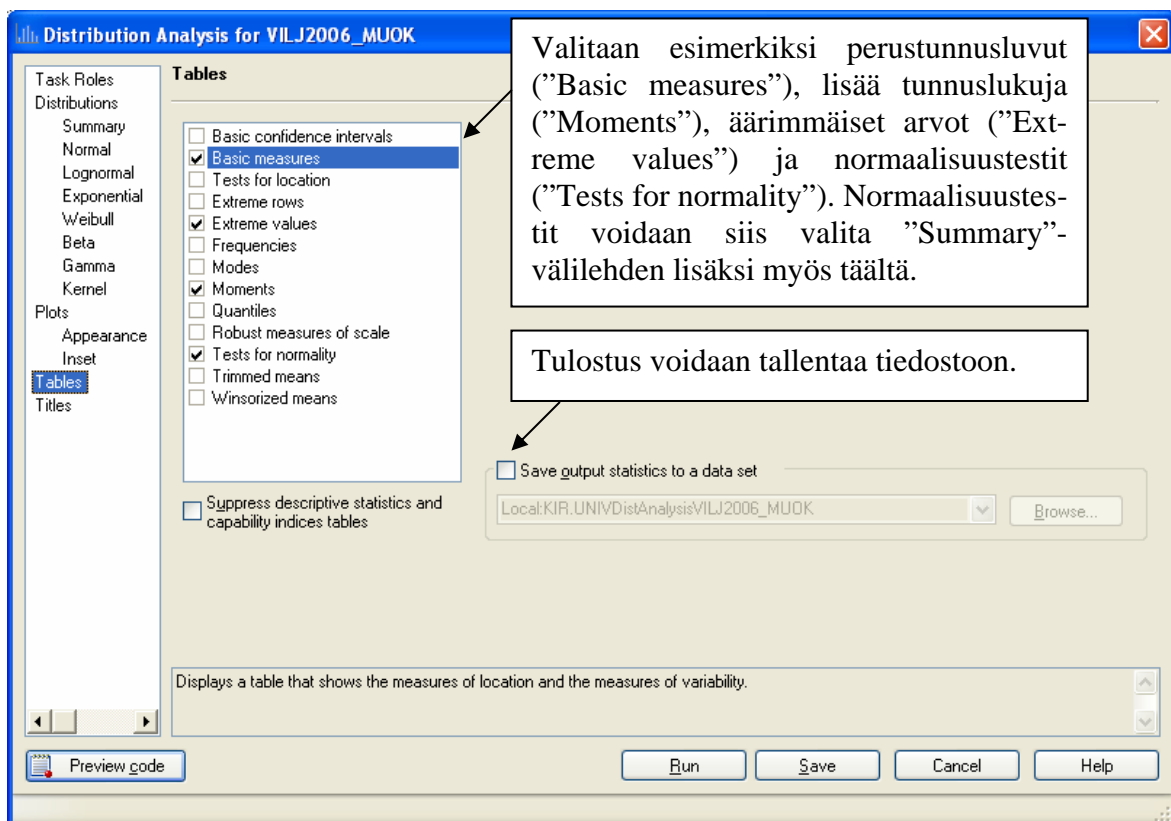 Distribution Analysis for VILJ2006_MUOK
Task Roles
Distributions
Summary
Normal
Lognormal
Exponential
Weibull
Beta
Gamma
Kernel
Plots
Appearance
Inset
Tables
Titles
Tables
Basic confidence intervals
Basic measures
Tests for location
Extreme rows
Extreme values
Frequencies
Modes
Moments
Quantiles
Robust measures of scale
Tests for normality
Trimmed means
Winsorized means
Suppress descriptive statistics and
capability indices tables
Valitaan esimerkiksi perustunnusluvut
(”Basic measures”), lisää tunnuslukuja
(”Moments”), äärimmäiset arvot (”Ext-
reme values”) ja normaalisuustestit
(”Tests for normality”). Normaalisuustes-
tit voidaan siis valita ”Summary”-
välilehden lisäksi myös täältä.
Tulostus voidaan tallentaa tiedostoon.
Save output statistics to a data set
Local:KIR.UNIVDistAnalysisVILJ2006_MUOK
Browse...
Displays a table that shows the measures of location and the measures of variability.
Preview code
Run
Save
Cancel
Help